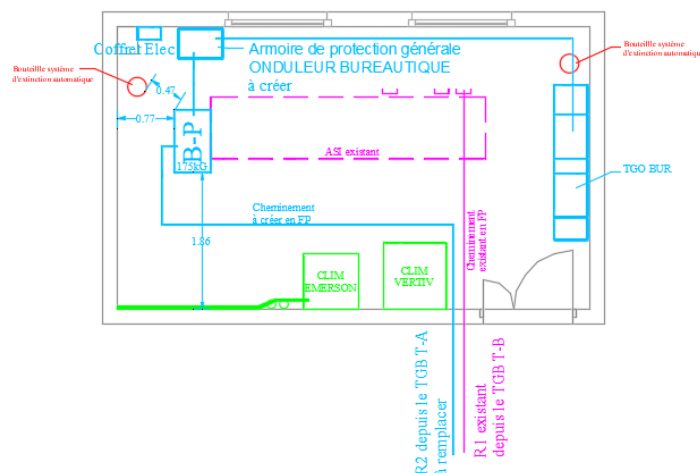 Coffret Elec
Armoire de protection générale
ONDULEUR BUREAUTIQUE
à créer
Bouteille système
d'extinction automatique
Bouteille système
d'extinction automatique
0.47
0.77
B-P
175kG
ASI existant
TGO BUR
Cheminement
à créer en FP
1.86
Cheminement
existant en FP
CLIM
EMERSON
CLIM
VERTIV
R2 depuis le TGBT-A
à remplacer
R1 existant
depuis le TGBT-B